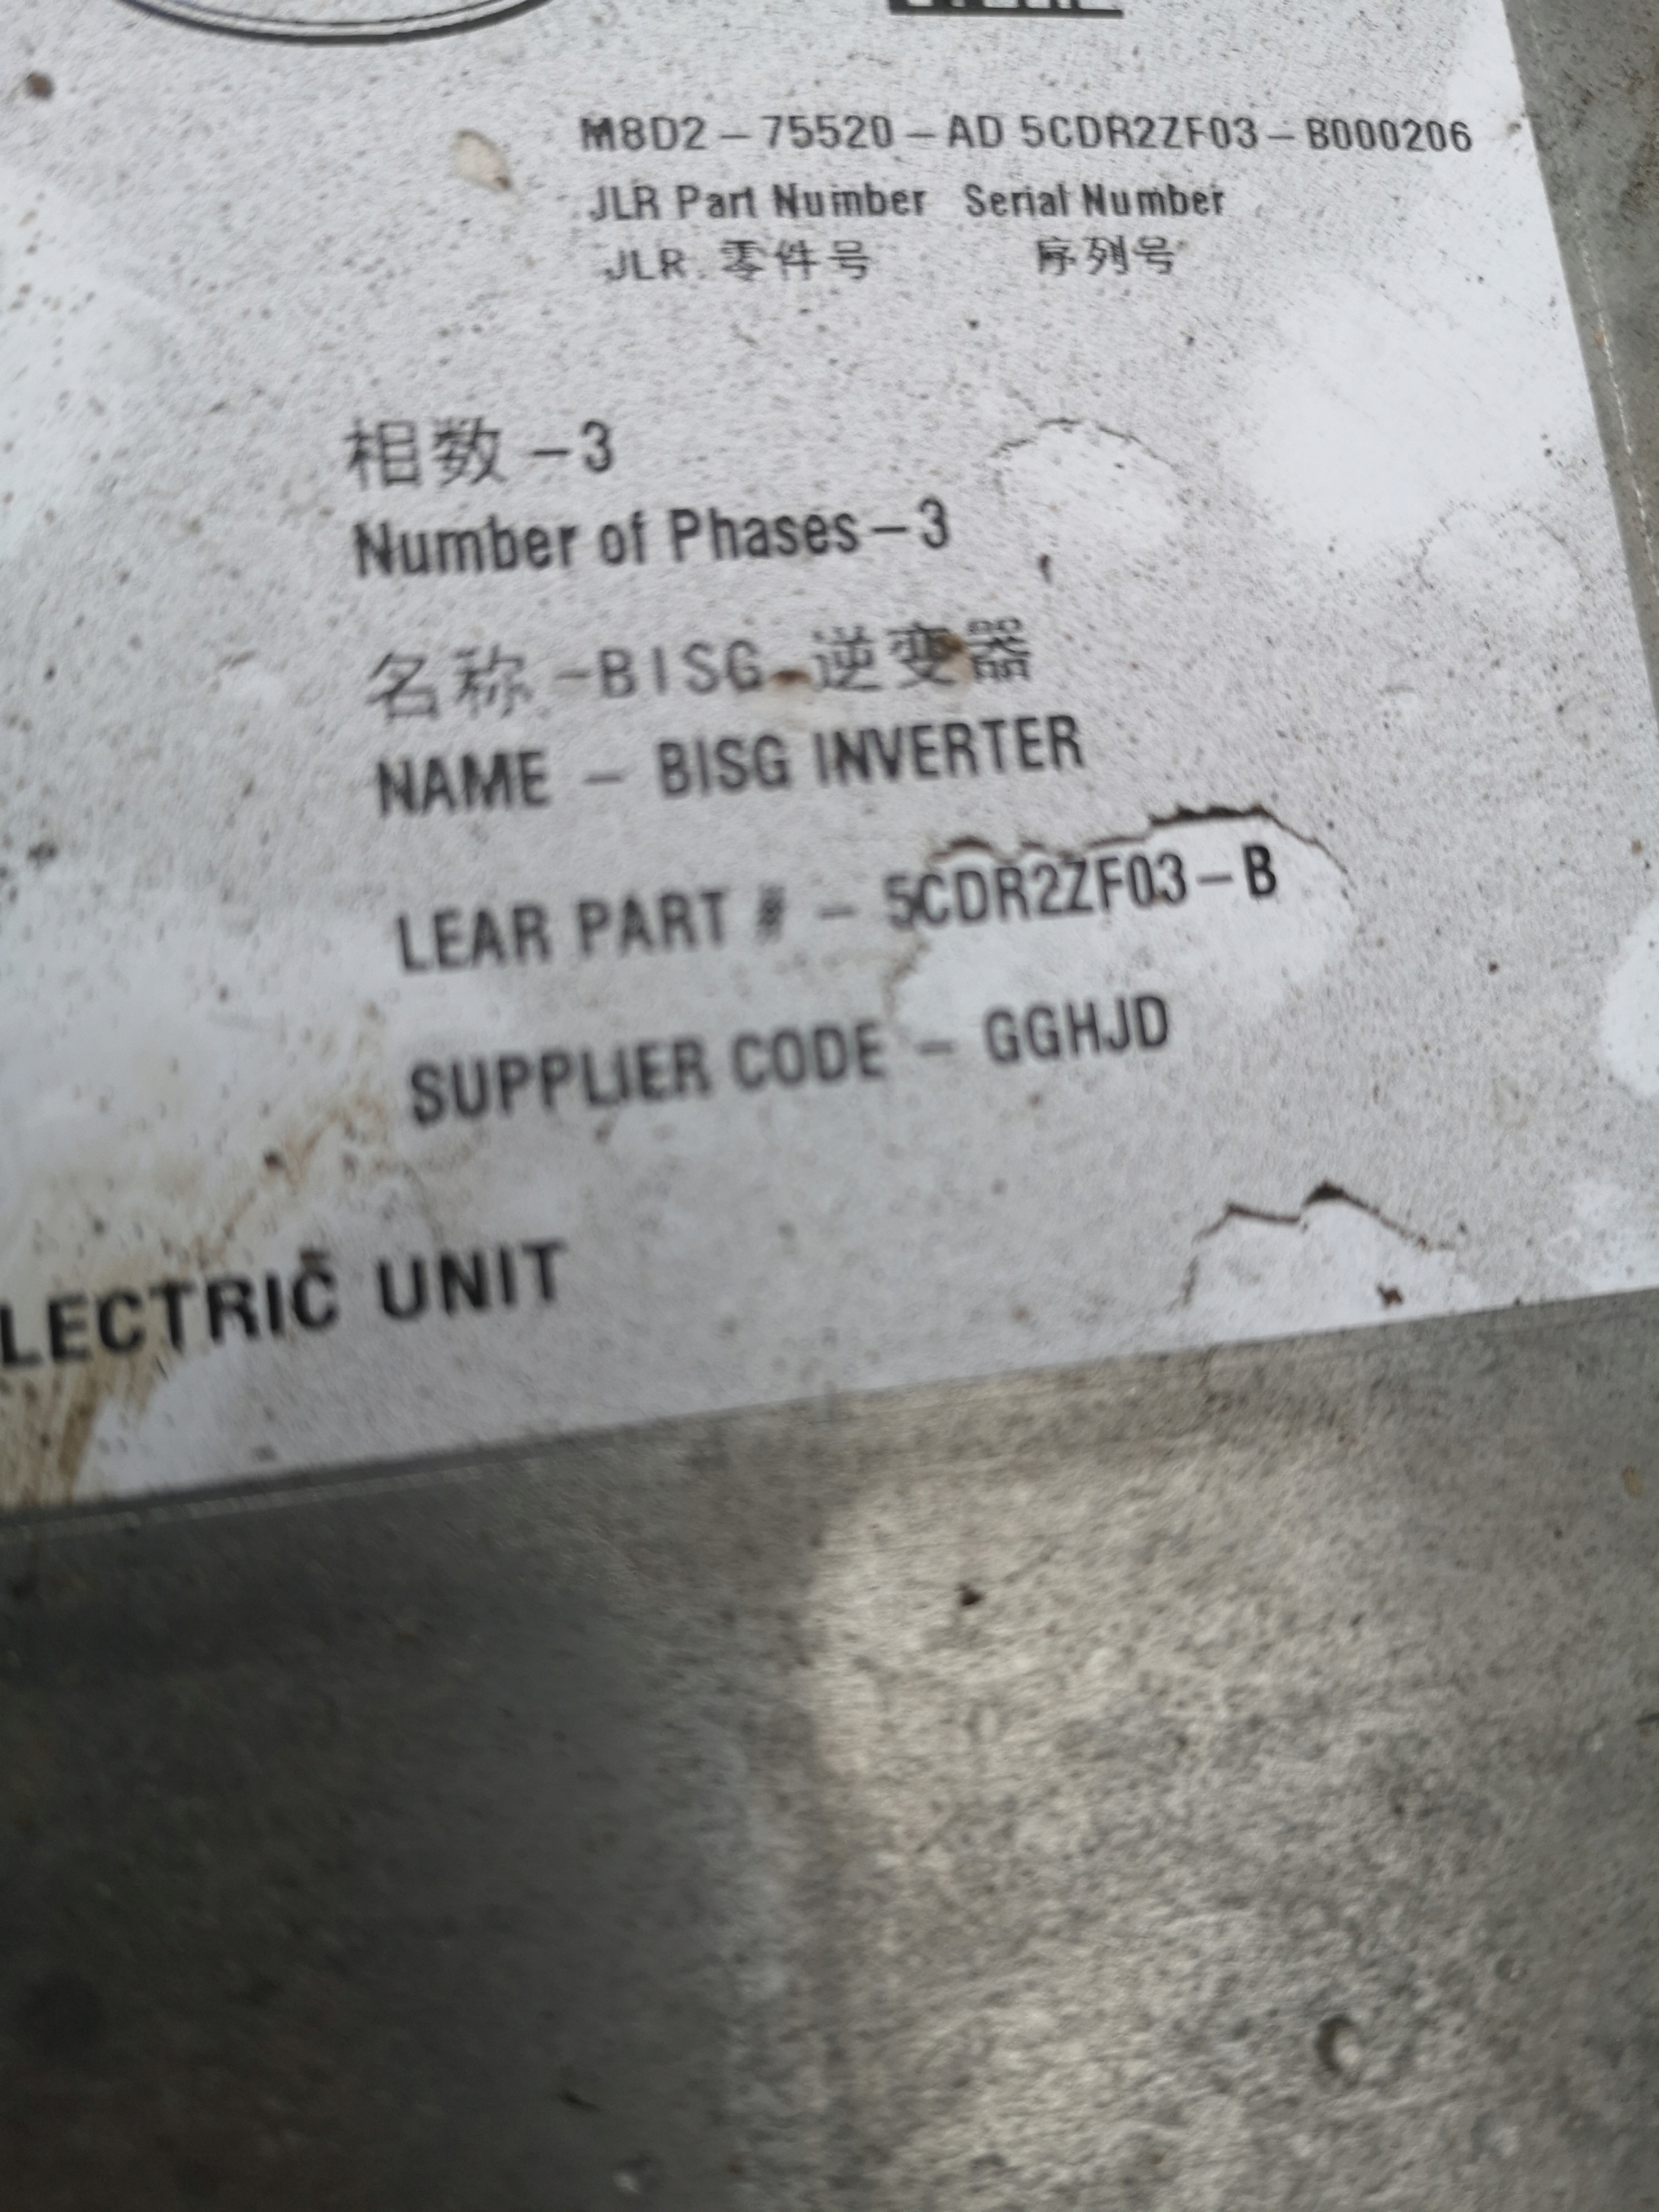 M8D2 – 75520 – AD 5CDR2ZF03 – B000206
JLR Part Number Serial Number
JLR 零件号 序列号
相数 –3
Number of Phases – 3
名称 –BISG 逆变器
NAME – BISG INVERTER
LEAR PART # – 5CDR2ZF03 – B
SUPPLIER CODE – GGHJD
LECTRIC UNIT